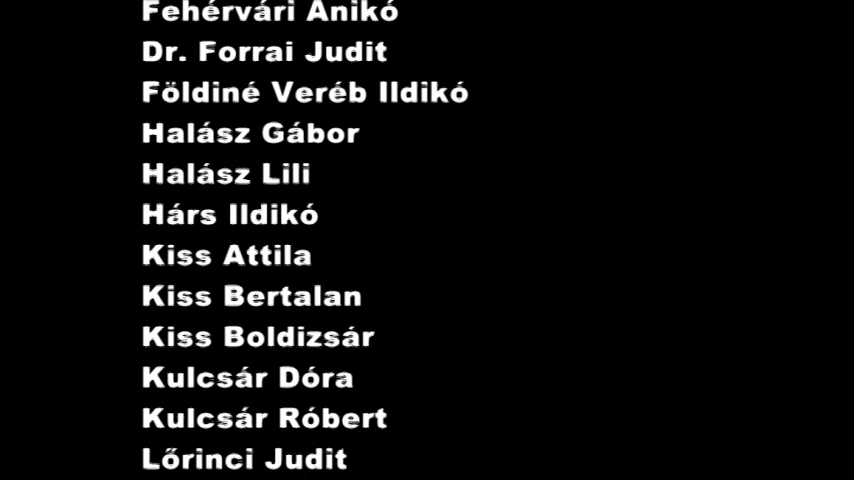 Fehérvári Anikó
Dr. Forrai Judit
Földiné Veréb Ildikó
Halász Gábor
Halász Lili
Hárs Ildikó
Kiss Attila
Kiss Bertalan
Kiss Boldizsár
Kulcsár Dóra
Kulcsár Róbert
Lőrinci Judit